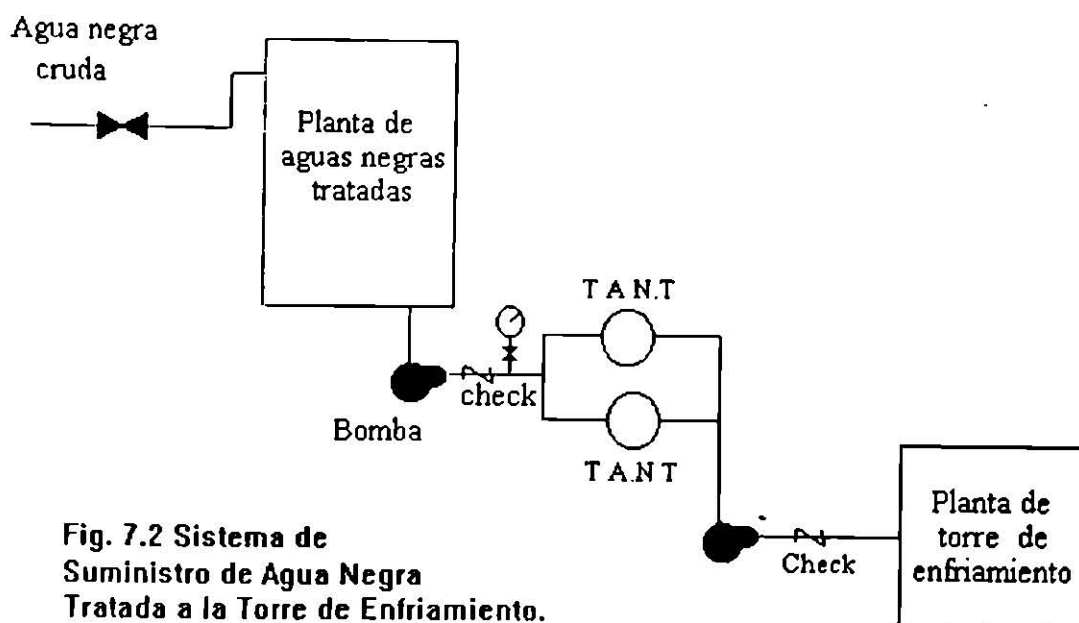 Agua negra
cruda
Planta de
aguas negras
tratadas
T A N.T
check
Bomba
T A.N T
Check
Planta de
torre de
enfriamiento
Fig. 7.2 Sistema de
Suministro de Agua Negra
Tratada a la Torre de Enfriamiento.